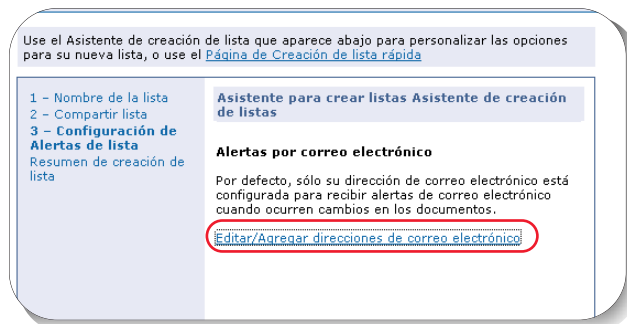 Use el Asistente de creación de lista que aparece abajo para personalizar las opciones
para su nueva lista, o use el Página de Creación de lista rápida
1 – Nombre de la lista
2 – Compartir lista
3 – Configuración de
Alertas de lista
Resumen de creación de
lista
Asistente para crear listas Asistente de creación
de listas
Alertas por correo electrónico
Por defecto, sólo su dirección de correo electrónico está
configurada para recibir alertas de correo electrónico
cuando ocurren cambios en los documentos.
Editar/Agregar direcciones de correo electrónico